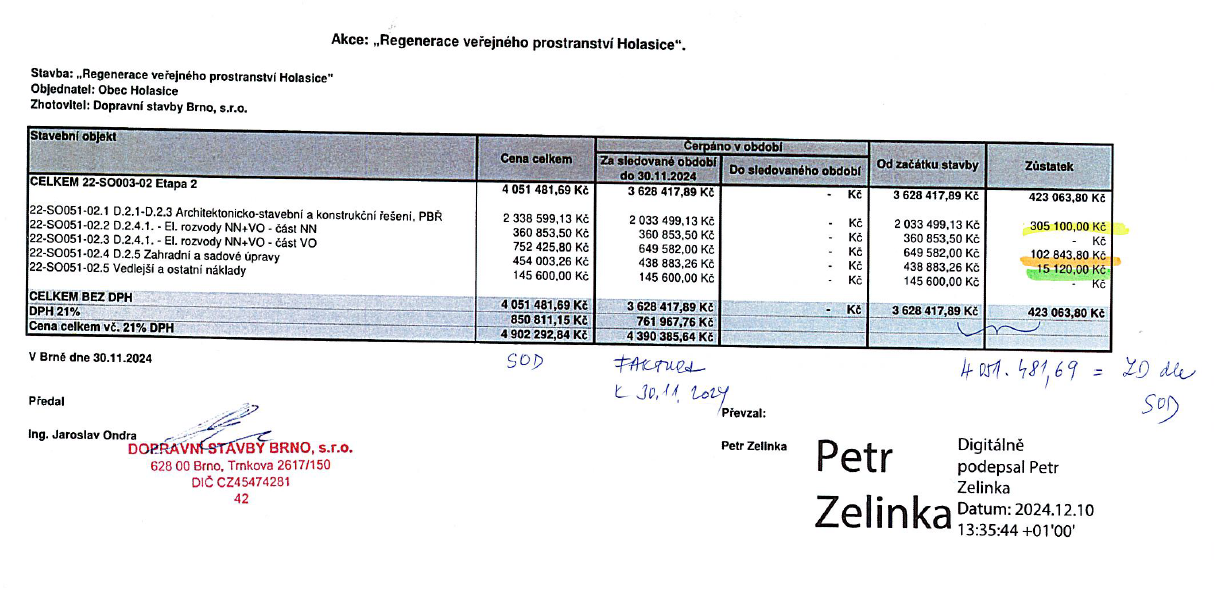 Akce: „Regenerace veřejného prostranství Holasice".
Stavba: „Regenerace veřejného prostranství Holasice"
Objednatel: Obec Holasice
Zhotovitel: Dopravní stavby Brno, s.r.o.
Stavební objekt Cena celkem Čerpáno v období Od začátku stavby Zůstatek
Za sledované období do 30.11.2024 Do sledovaného období
CELKEM 22-SO003-02 Etapa 2 4 051 481,69 Kč 3 628 417,89 Kč - Kč 3 628 417,89 Kč 423 063,80 Kč
22-SO051-02.1 D.2.1-D.2.3 Architektonicko-stavební a konstrukční řešení, PBŘ 2 338 599,13 Kč 2 033 499,13 Kč - Kč 2 033 499,13 Kč 305 100,00 Kč
22-SO051-02.2 D.2.4.1. - El. rozvody NN+VO - část NN 360 853,50 Kč 360 853,50 Kč - Kč 360 853,50 Kč - Kč
22-SO051-02.3 D.2.4.1. - El. rozvody NN+VO - část VO 752 425,80 Kč 649 582,00 Kč - Kč 649 582,00 Kč 102 843,80 Kč
22-SO051-02.4 D.2.5 Zahradní a sadové úpravy 454 003,26 Kč 438 883,26 Kč - Kč 438 883,26 Kč 15 120,00 Kč
22-SO051-02.5 Vedlejší a ostatní náklady 145 600,00 Kč 145 600,00 Kč - Kč 145 600,00 Kč - Kč
CELKEM BEZ DPH 4 051 481,69 Kč 3 628 417,89 Kč - Kč 3 628 417,89 Kč 423 063,80 Kč
DPH 21% 850 811,15 Kč 761 967,76 Kč
Cena celkem vč. 21% DPH 4 902 292,84 Kč 4 390 385,64 Kč
V Brně dne 30.11.2024
SOD
FAKTURA
K 30.11.2024
4 051.481,69 = ZD dle
SOD
Předal
Převzal:
Ing. Jaroslav Ondra
DOPRAVNÍ STAVBY BRNO, s.r.o.
628 00 Brno, Trnkova 2617/150
DIČ CZ45474281
42
Petr Zelinka
Petr
Zelinka
Digitálně
podepsal Petr
Zelinka
Datum: 2024.12.10
13:35:44 +01'00'